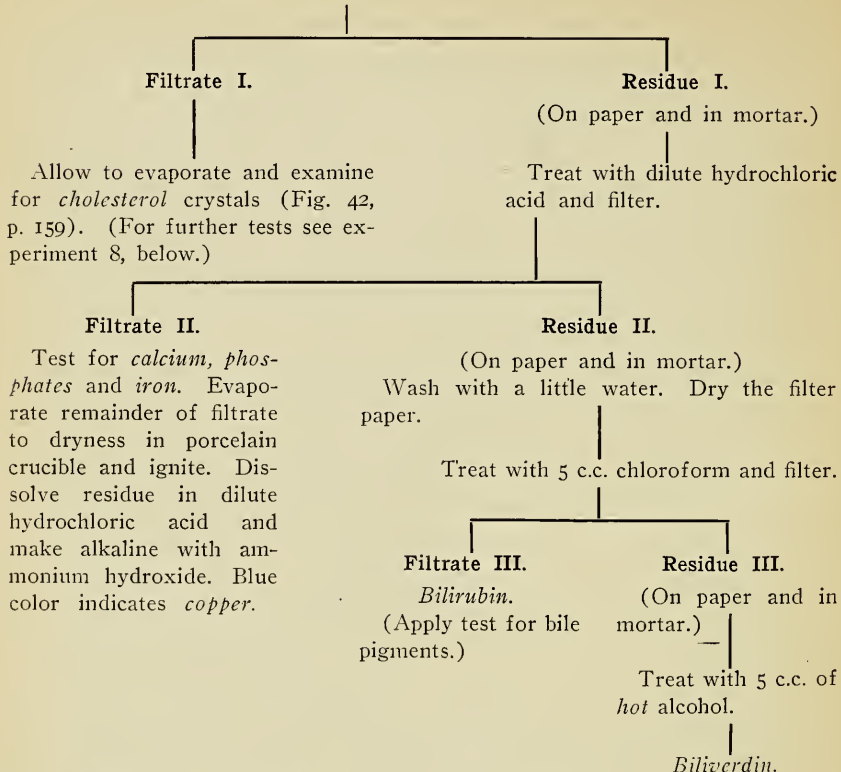 Filtrate I.
Allow to evaporate and examine
for cholesterol crystals (Fig. 42,
p. 159). (For further tests see ex-
periment 8, below.)
Residue I.
(On paper and in mortar.)
Treat with dilute hydrochloric
acid and filter.
Filtrate II.
Test for calcium, phos-
phates and iron. Evapo-
rate remainder of filtrate
to dryness in porcelain
crucible and ignite. Dis-
solve residue in dilute
hydrochloric acid and
make alkaline with am-
monium hydroxide. Blue
color indicates copper.
Residue II.
(On paper and in mortar.)
Wash with a little water. Dry the filter
paper.
Treat with 5 c.c. chloroform and filter.
Filtrate III.
Bilirubin.
(Apply test for bile
pigments.)
Residue III.
(On paper and in
mortar.)
Treat with 5 c.c. of
hot alcohol.
Biliverdin.